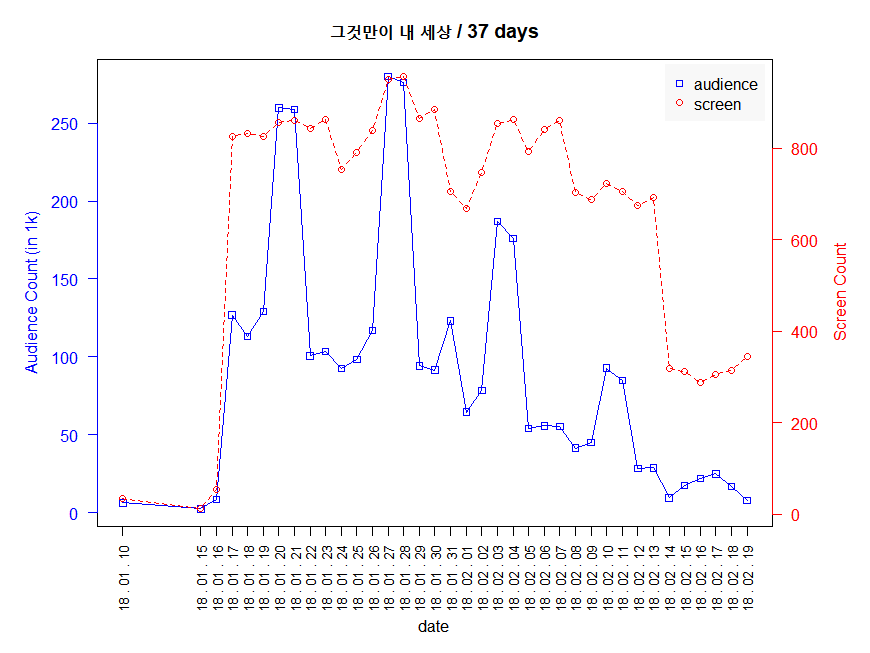 그것만이 내 세상 / 37 days
audience
screen
250
200
150
100
50
0
Audience Count (in 1k)
800
600
400
200
0
Screen Count
18 . 01 . 10
18 . 01 . 15
18 . 01 . 16
18 . 01 . 17
18 . 01 . 18
18 . 01 . 19
18 . 01 . 20
18 . 01 . 21
18 . 01 . 22
18 . 01 . 23
18 . 01 . 24
18 . 01 . 25
18 . 01 . 26
18 . 01 . 27
18 . 01 . 28
18 . 01 . 29
18 . 01 . 30
18 . 01 . 31
18 . 02 . 01
18 . 02 . 02
18 . 02 . 03
18 . 02 . 04
18 . 02 . 05
18 . 02 . 06
18 . 02 . 07
18 . 02 . 08
18 . 02 . 09
18 . 02 . 10
18 . 02 . 11
18 . 02 . 12
18 . 02 . 13
18 . 02 . 14
18 . 02 . 15
18 . 02 . 16
18 . 02 . 17
18 . 02 . 18
18 . 02 . 19
date